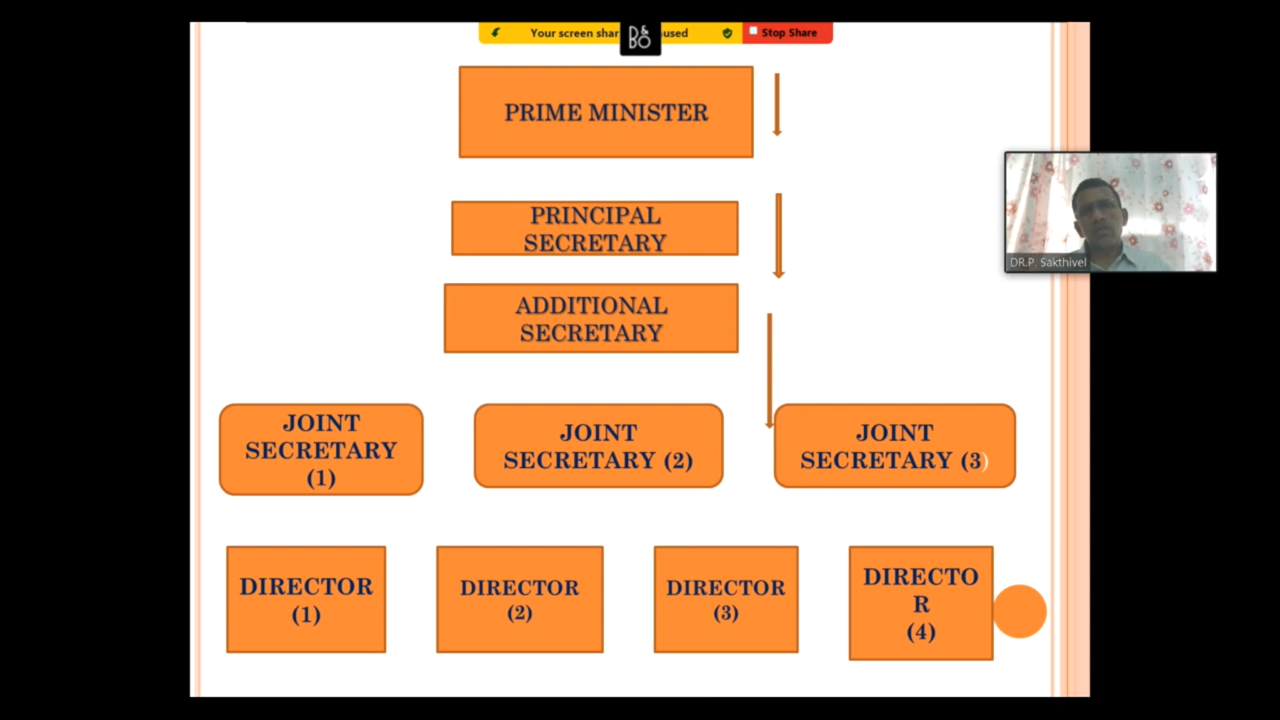 Your screen shar
used
Stop Share
B&
BO
PRIME MINISTER
PRINCIPAL
SECRETARY
ADDITIONAL
SECRETARY
DR.P. Sakthivel
JOINT
SECRETARY
(1)
JOINT
SECRETARY (2)
JOINT
SECRETARY (3)
DIRECTOR
(1)
DIRECTOR
(2)
DIRECTOR
(3)
DIRECTO
R
(4)